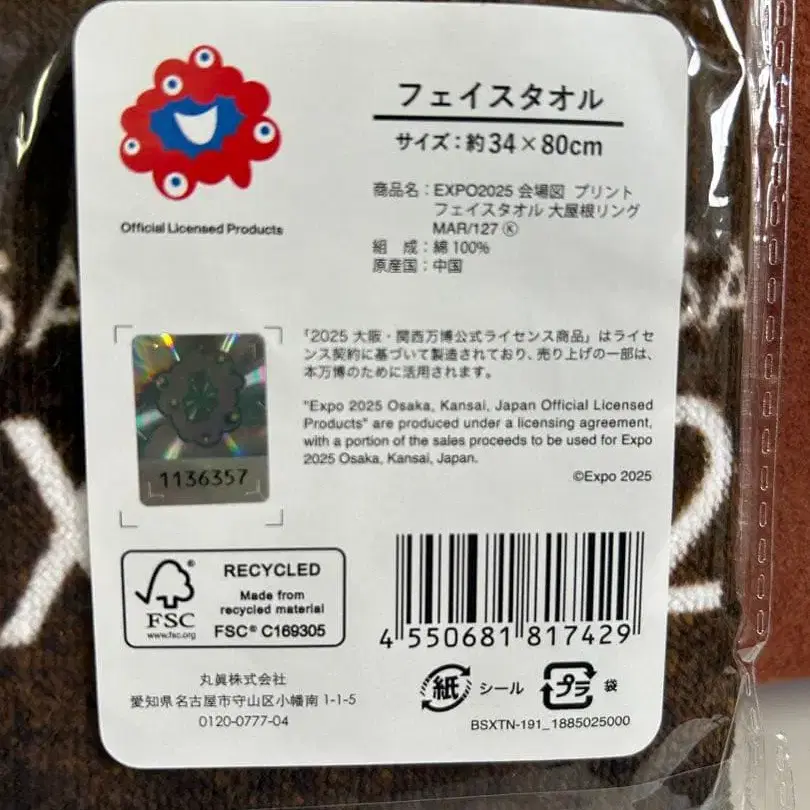 フェイスタオル
サイズ：約34×80cm
Official Licensed Products
商品名：EXPO2025 会場図 プリント
フェイスタオル 大屋根リング
MAR/127 Ⓚ
組　成：綿 100%
原産国：中国
「2025 大阪・関西万博公式ライセンス商品」はライセ
ンス契約に基づいて製造されており、売り上げの一部は、
本万博のために活用されます。
"Expo 2025 Osaka, Kansai, Japan Official Licensed
Products" are produced under a licensing agreement,
with a portion of the sales proceeds to be used for Expo
2025 Osaka, Kansai, Japan.
©Expo 2025
1136357
FSC
www.fsc.org
RECYCLED
Made from
recycled material
FSC® C169305
4 550681 817429
丸眞株式会社
愛知県名古屋市守山区小幡南 1-1-5
0120-0777-04
紙 シール
プラ 袋
BSXTN-191_1885025000